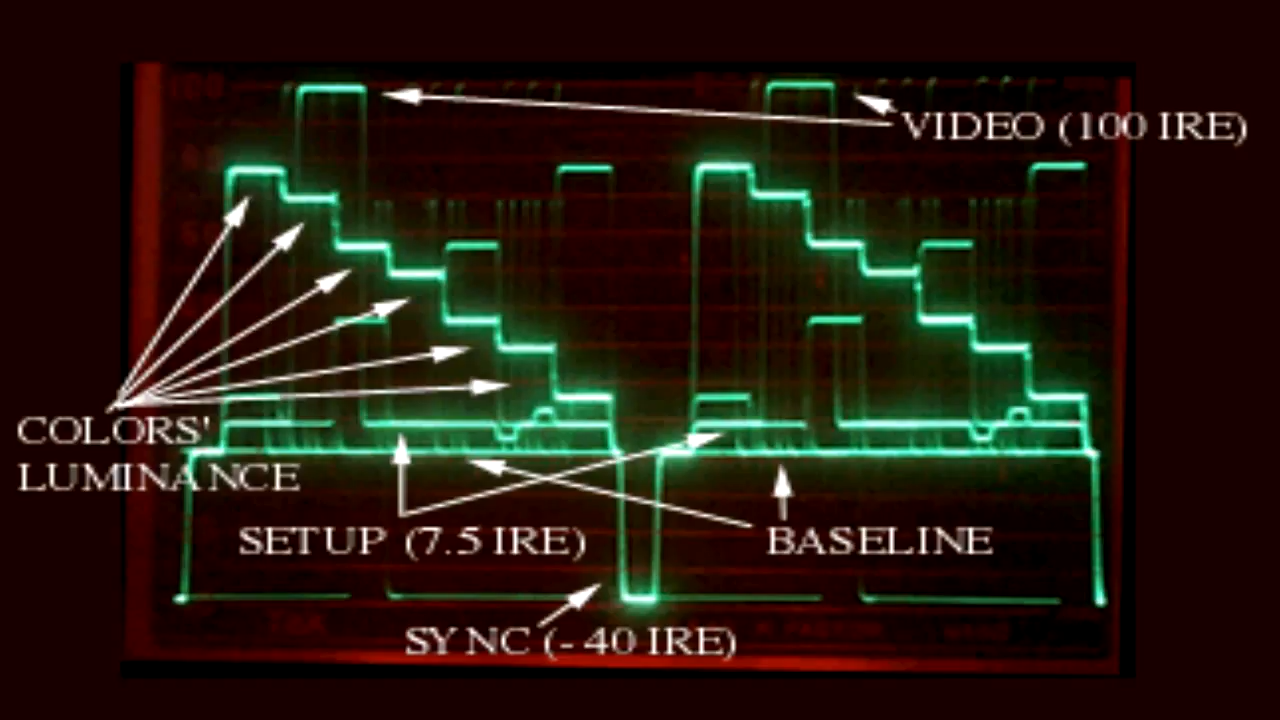 VIDEO (100 IRE)
COLORS'
LUMINANCE
SETUP (7.5 IRE)
BASELINE
SYNC (- 40 IRE)